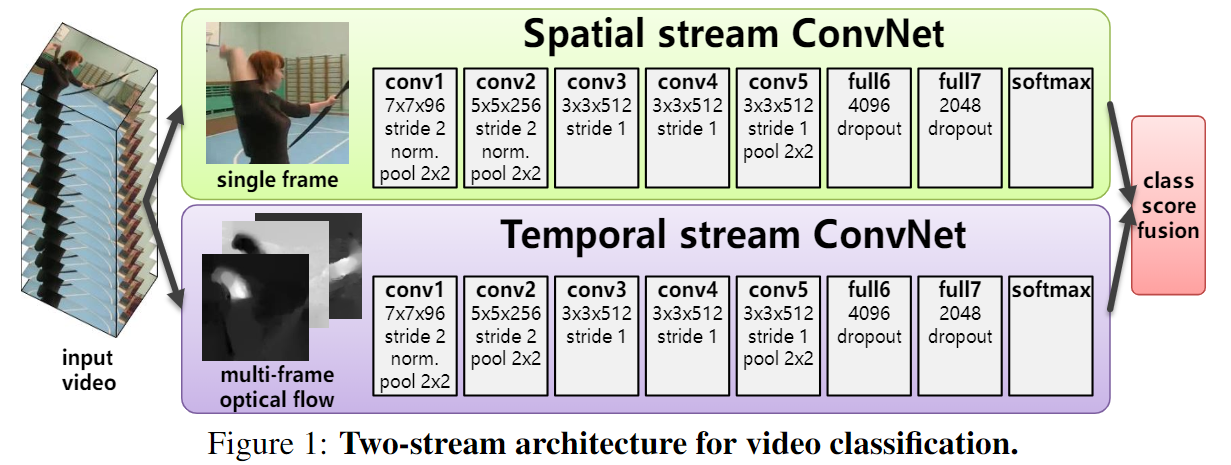 input
video
single frame
Spatial stream ConvNet
conv1
7x7x96
stride 2
norm.
pool 2x2
conv2
5x5x256
stride 2
norm.
pool 2x2
conv3
3x3x512
stride 1
conv4
3x3x512
stride 1
conv5
3x3x512
stride 1
pool 2x2
full6
4096
dropout
full7
2048
dropout
softmax
multi-frame
optical flow
Temporal stream ConvNet
conv1
7x7x96
stride 2
norm.
pool 2x2
conv2
5x5x256
stride 2
pool 2x2
conv3
3x3x512
stride 1
conv4
3x3x512
stride 1
conv5
3x3x512
stride 1
pool 2x2
full6
4096
dropout
full7
2048
dropout
softmax
class
score
fusion
Figure 1: Two-stream architecture for video classification.